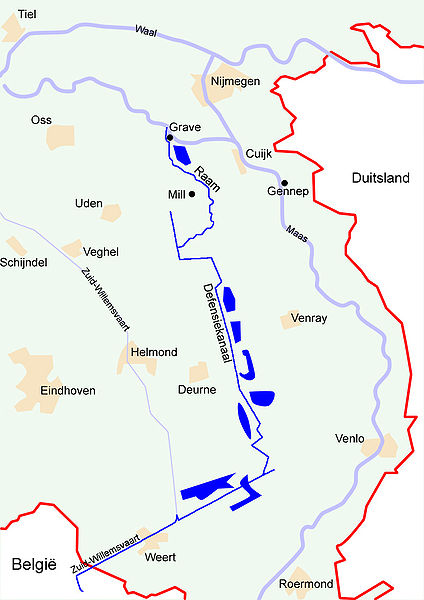 Tiel
Waal
Nijmegen
Oss
Grave
Cuijk
Raam
Duitsland
Mill
Gennep
Uden
Maas
Veghel
Schijndel
Zuid-Willemsvaart
Defensiekanaal
Venray
Helmond
Eindhoven
Deurne
Venlo
Zuid-Willemsvaart
Weert
België
Roermond